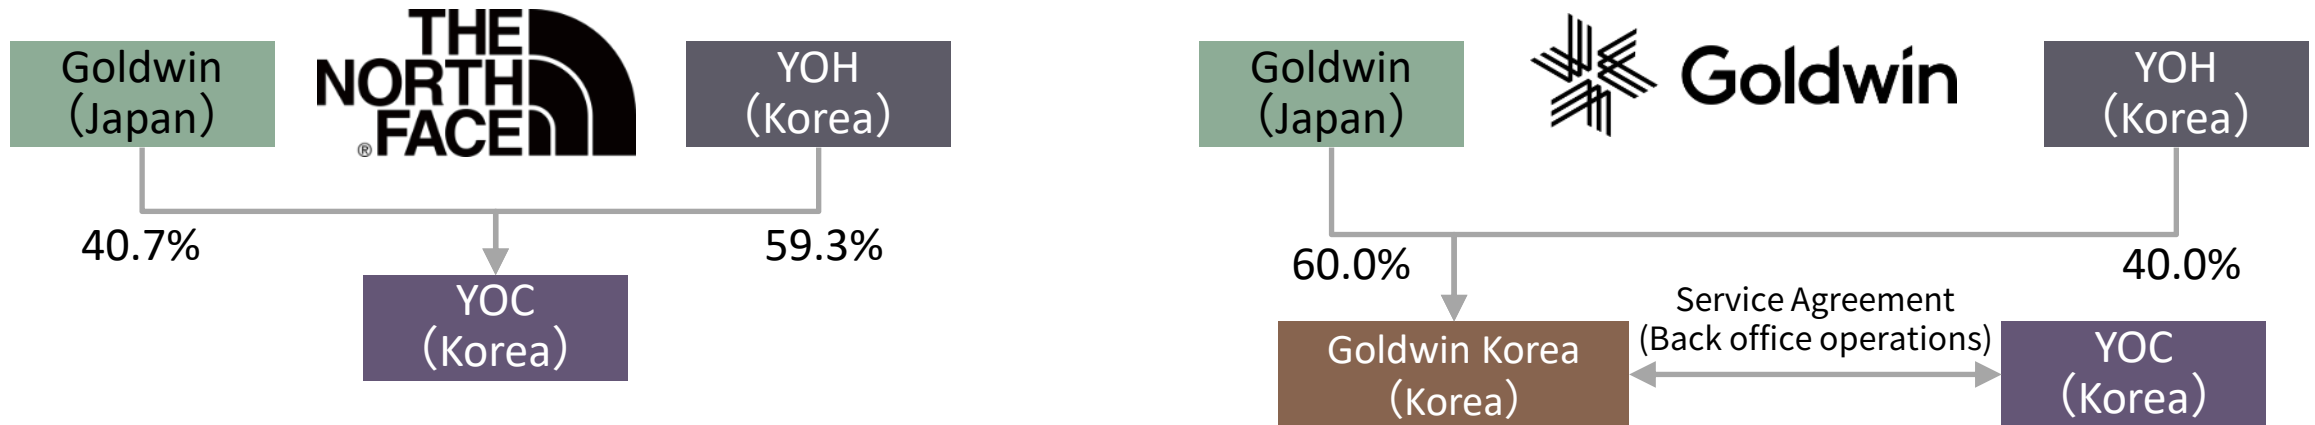 Goldwin
（Japan）
THE
NORTH
FACE
®
YOH
（Korea）
40.7%
59.3%
YOC
（Korea）
Goldwin
（Japan）
Goldwin
YOH
（Korea）
60.0%
40.0%
Service Agreement
(Back office operations)
Goldwin Korea
（Korea）
YOC
（Korea）